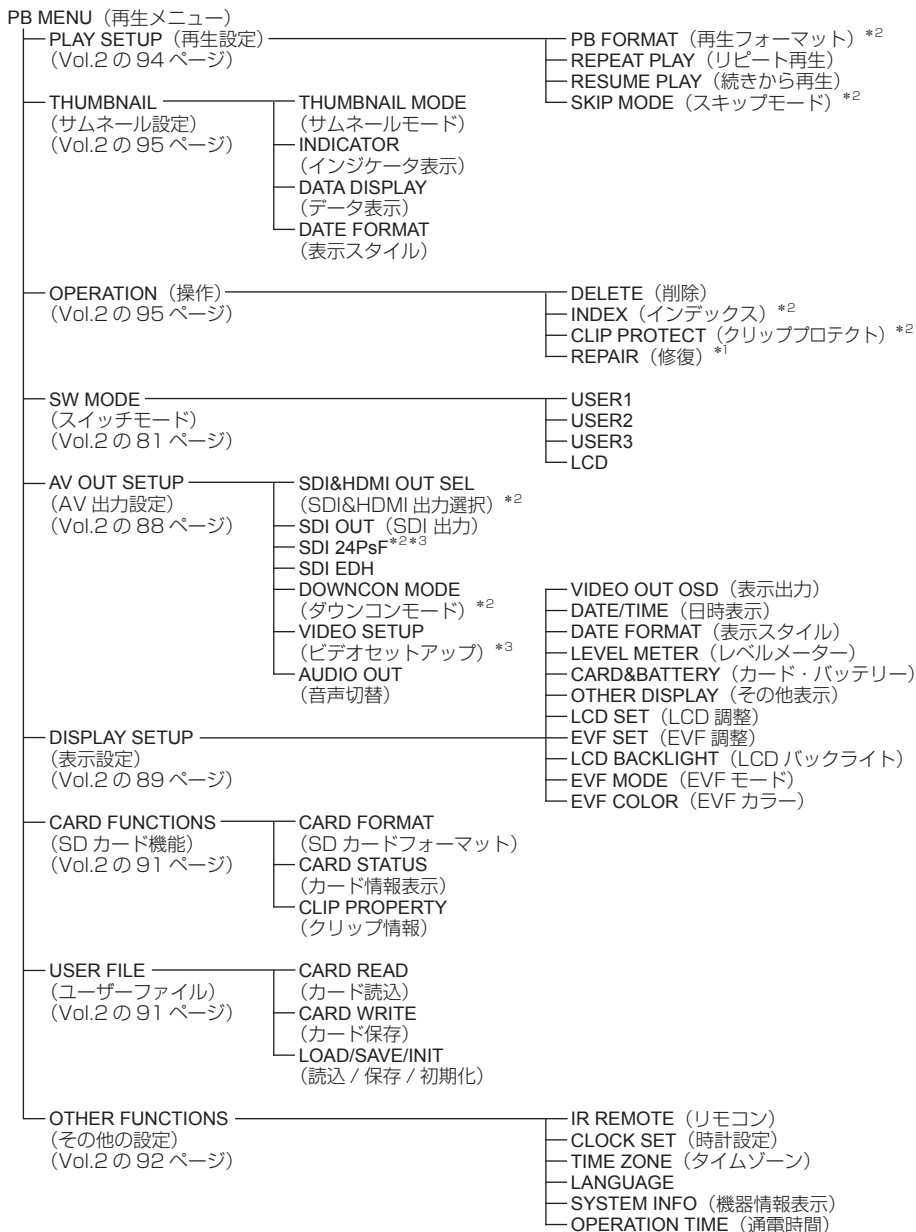 PB MENU（再生メニュー）
PLAY SETUP（再生設定）
（Vol.2 の 94 ページ）
PB FORMAT（再生フォーマット）*2
REPEAT PLAY（リピート再生）
RESUME PLAY（続きから再生）
SKIP MODE（スキップモード）*2
THUMBNAIL
（サムネール設定）
（Vol.2 の 95 ページ）
THUMBNAIL MODE
（サムネールモード）
INDICATOR
（インジケータ表示）
DATA DISPLAY
（データ表示）
DATE FORMAT
（表示スタイル）
OPERATION（操作）
（Vol.2 の 95 ページ）
DELETE（削除）
INDEX（インデックス）*2
CLIP PROTECT（クリッププロテクト）*2
REPAIR（修復）*1
SW MODE
（スイッチモード）
（Vol.2 の 81 ページ）
USER1
USER2
USER3
LCD
AV OUT SETUP
（AV 出力設定）
（Vol.2 の 88 ページ）
SDI&HDMI OUT SEL
（SDI&HDMI 出力選択）*2
SDI OUT（SDI 出力）
SDI 24PsF*2*3
SDI EDH
DOWNCON MODE
（ダウンコンモード）*2
VIDEO SETUP
（ビデオセットアップ）*3
AUDIO OUT
（音声切替）
DISPLAY SETUP
（表示設定）
（Vol.2 の 89 ページ）
VIDEO OUT OSD（表示出力）
DATE/TIME（日時表示）
DATE FORMAT（表示スタイル）
LEVEL METER（レベルメーター）
CARD&BATTERY（カード・バッテリー）
OTHER DISPLAY（その他表示）
LCD SET（LCD 調整）
EVF SET（EVF 調整）
LCD BACKLIGHT（LCD バックライト）
EVF MODE（EVF モード）
EVF COLOR（EVF カラー）
CARD FUNCTIONS
（SD カード機能）
（Vol.2 の 91 ページ）
CARD FORMAT
（SD カードフォーマット）
CARD STATUS
（カード情報表示）
CLIP PROPERTY
（クリップ情報）
USER FILE
（ユーザーファイル）
（Vol.2 の 91 ページ）
CARD READ
（カード読込）
CARD WRITE
（カード保存）
LOAD/SAVE/INIT
（読込 / 保存 / 初期化）
OTHER FUNCTIONS
（その他の設定）
（Vol.2 の 92 ページ）
IR REMOTE（リモコン）
CLOCK SET（時計設定）
TIME ZONE（タイムゾーン）
LANGUAGE
SYSTEM INFO（機器情報表示）
OPERATION TIME（通電時間）